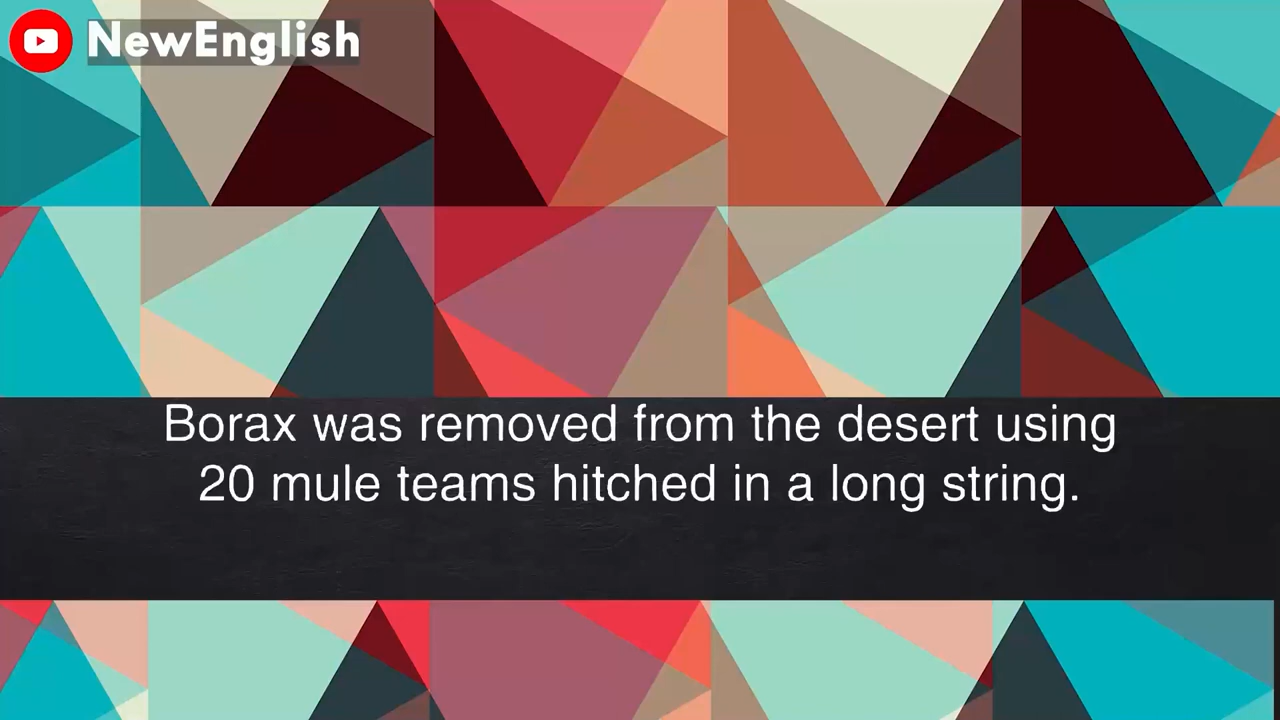 NewEnglish
Borax was removed from the desert using
20 mule teams hitched in a long string.